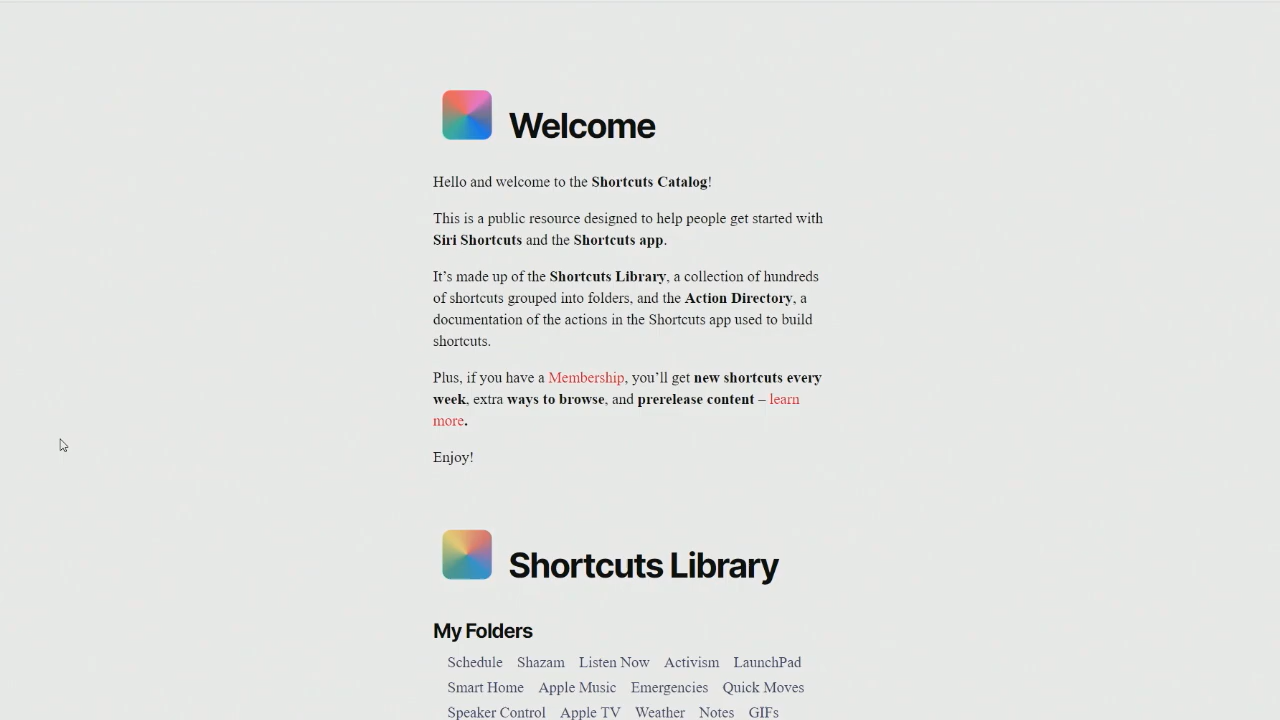 Welcome
Hello and welcome to the Shortcuts Catalog!
This is a public resource designed to help people get started with
Siri Shortcuts and the Shortcuts app.
It’s made up of the Shortcuts Library, a collection of hundreds
of shortcuts grouped into folders, and the Action Directory, a
documentation of the actions in the Shortcuts app used to build
shortcuts.
Plus, if you have a Membership, you’ll get new shortcuts every
week, extra ways to browse, and prerelease content – learn
more.
Enjoy!
Shortcuts Library
My Folders
Schedule Shazam Listen Now Activism LaunchPad
Smart Home Apple Music Emergencies Quick Moves
Speaker Control Apple TV Weather Notes GIFs